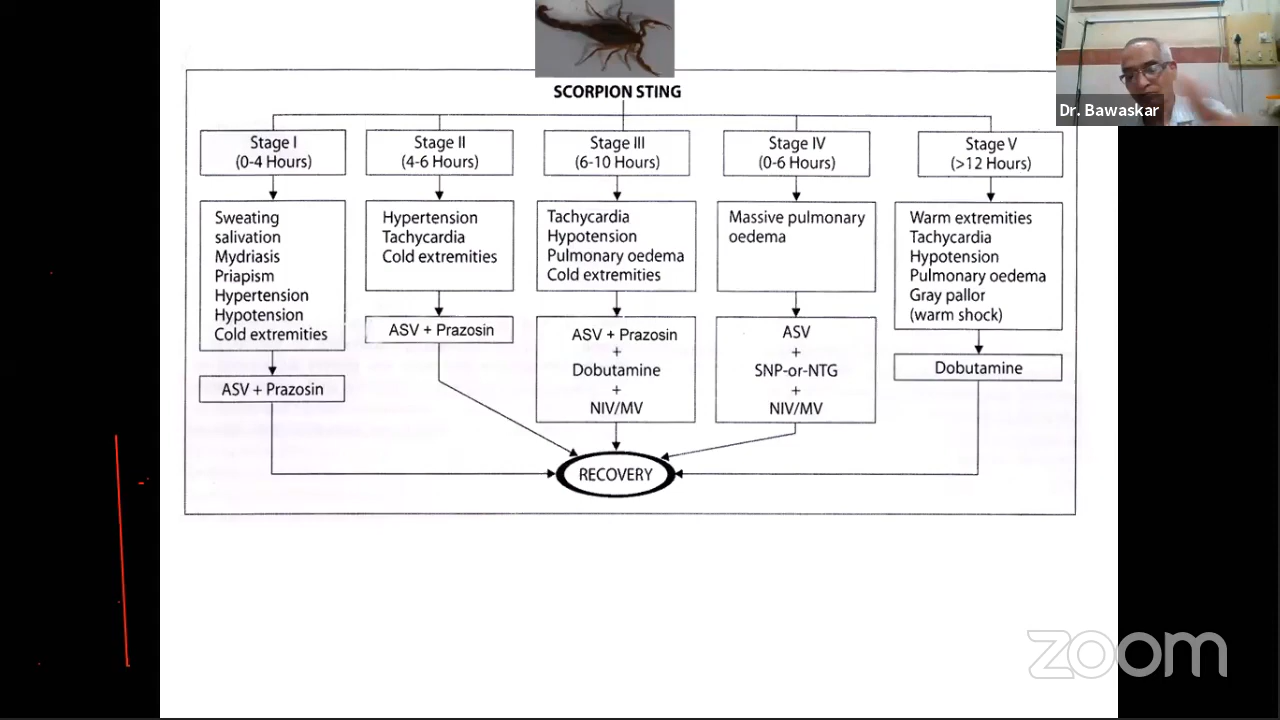 SCORPION STING
Stage I
(0-4 Hours)
Sweating
salivation
Mydriasis
Priapism
Hypertension
Hypotension
Cold extremities
ASV + Prazosin
Stage II
(4-6 Hours)
Hypertension
Tachycardia
Cold extremities
ASV + Prazosin
Stage III
(6-10 Hours)
Tachycardia
Hypotension
Pulmonary oedema
Cold extremities
ASV + Prazosin
+
Dobutamine
+
NIV/MV
Stage IV
(0-6 Hours)
Massive pulmonary
oedema
ASV
+
SNP-or-NTG
+
NIV/MV
Stage V
(>12 Hours)
Warm extremities
Tachycardia
Hypotension
Pulmonary oedema
Gray pallor
(warm shock)
Dobutamine
RECOVERY
Dr. Bawaskar
zoom